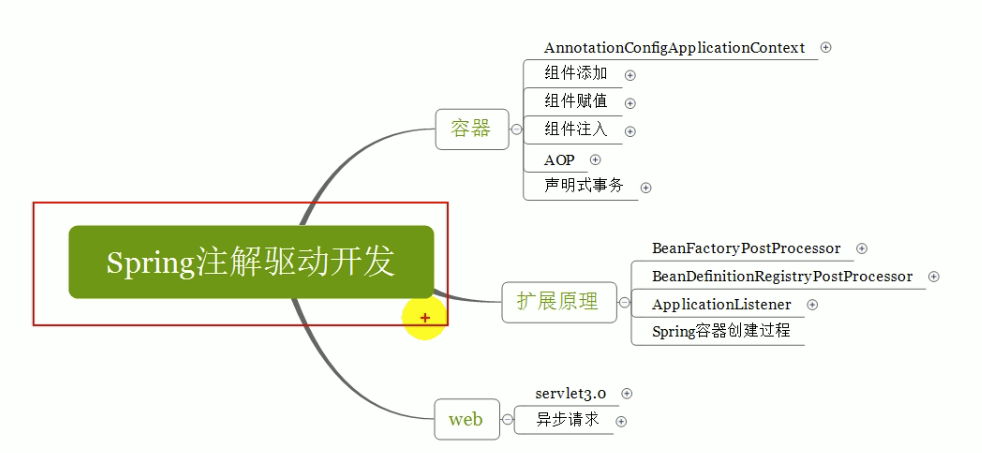 Spring注解驱动开发
容器
AnnotationConfigApplicationContext
组件添加
组件赋值
组件注入
AOP
声明式事务
扩展原理
BeanFactoryPostProcessor
BeanDefinitionRegistryPostProcessor
ApplicationListener
Spring容器创建过程
web
servlet3.0
异步请求